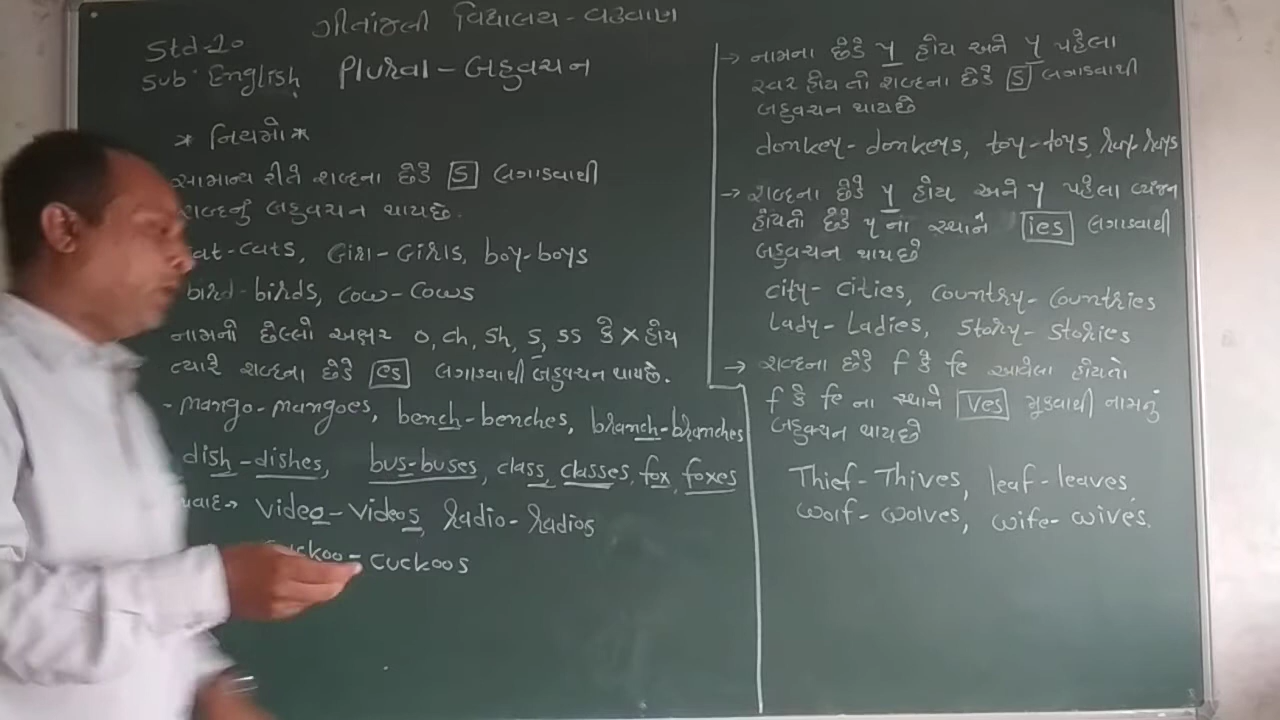 ગીતાંજલી વિદ્યાલય - વઢવાણ
Std-10
Sub: English
Plural - બહુવચન
* નિયમો *
સામાન્ય રીતે શબ્દના છેડે s લગાડવાથી
શબ્દનું બહુવચન થાય છે.
cat-cats, Girl-Girls, boy-boys
bird-birds, cow-cows
નામનો છેલ્લો અક્ષર o, ch, sh, s, ss કે x હોય
ત્યારે શબ્દના છેડે es લગાડવાથી બહુવચન થાય છે.
- mango-mangoes, bench-benches, branch-branches
dish-dishes, bus-buses, class, classes, fox, foxes
video-videos, radio-radios
cuckoo-cuckoos
→ નામના છેડે y હોય અને y પહેલા
સ્વર હોય તો શબ્દના છેડે s લગાડવાથી
બહુવચન થાય છે
donkey-donkeys, toy-toys,
→ શબ્દના છેડે y હોય અને y પહેલા વ્યંજન
હોયતો છેડે y ના સ્થાને ies લગાડવાથી
બહુવચન થાય છે
city-cities, country-countries
Lady-Ladies, story-stories
→ શબ્દના છેડે f કે fe આવેલા હોયતો
f કે fe ના સ્થાને ves મૂકવાથી નામનું
બહુવચન થાય છે
Thief-Thives, leaf-leaves
wolf-wolves, wife-wives.